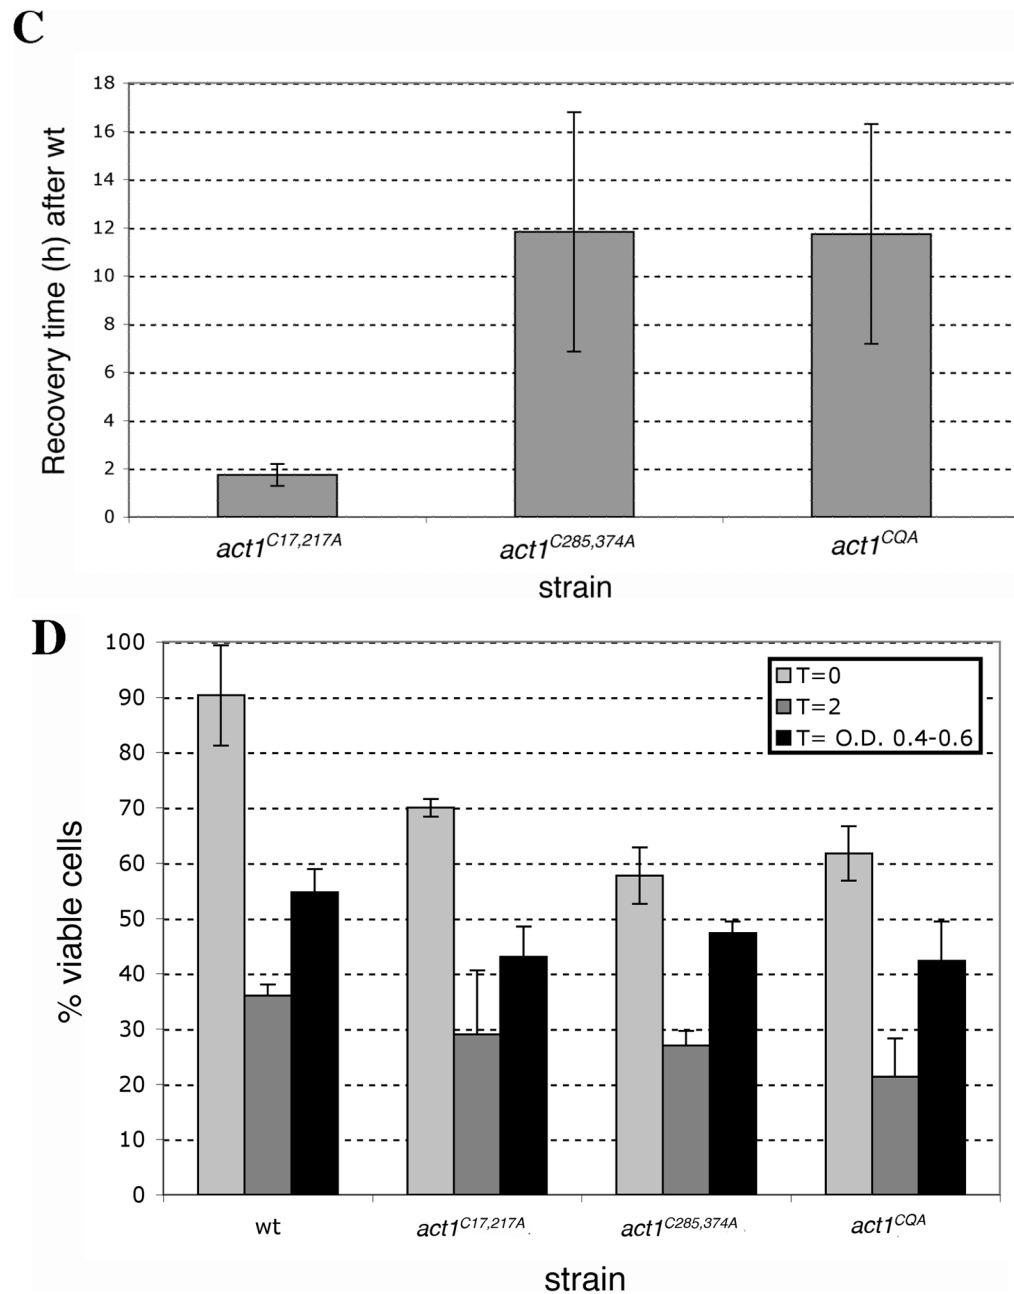 C
Recovery time (h) after wt
18
16
14
12
10
8
6
4
2
0
act1C17,217A
act1C285,374A
act1CQA
strain
D
% viable cells
100
90
80
70
60
50
40
30
20
10
0
T=0
T=2
T= O.D. 0.4-0.6
wt
act1C17,217A
act1C285,374A
act1CQA
strain